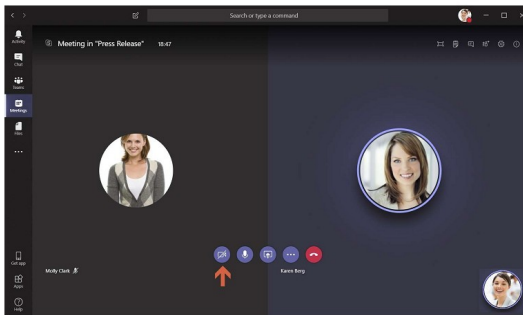 Search or type a command
Activity
Chat
Teams
Meetings
Files
Get app
Apps
Help
Meeting in "Press Release"
18:47
Molly Clark
Karen Berg